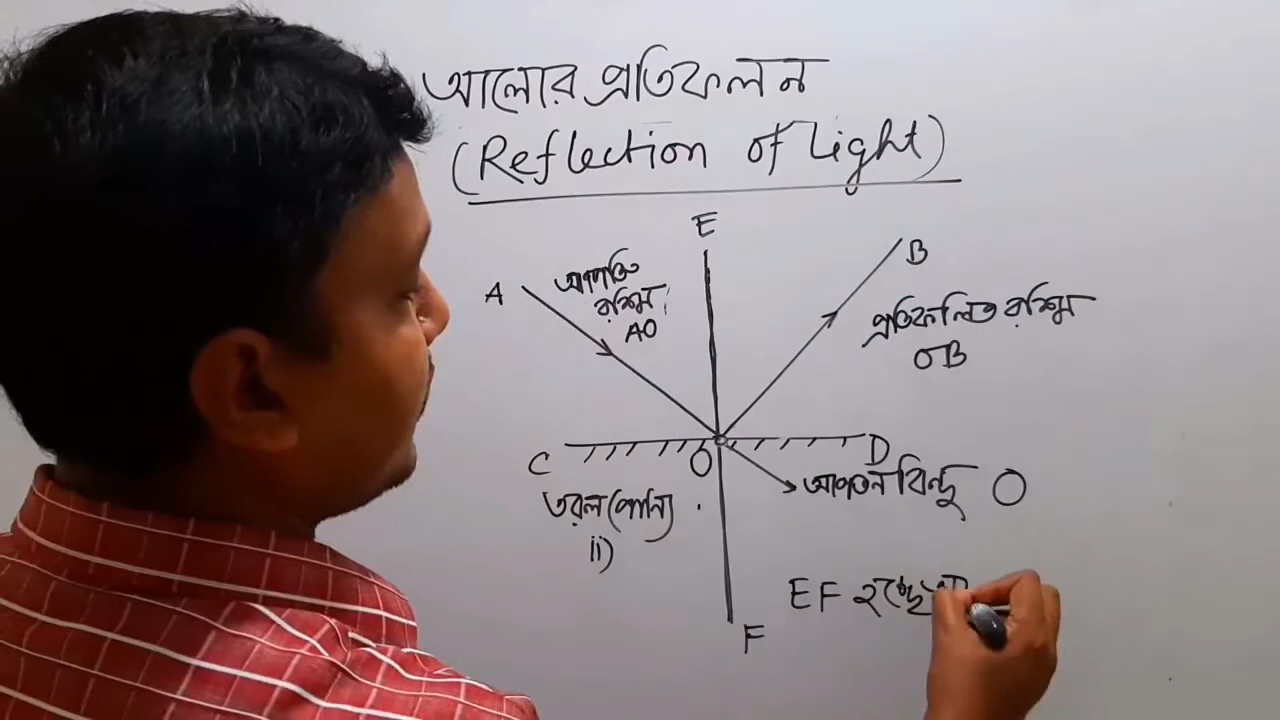 আলোর প্রতিফলন
(Reflection of Light)
E
A
আপতিত
রশ্মি
AO
B
প্রতিফলিত রশ্মি
OB
C
O
D
আপতন বিন্দু O
তরল (পানি)
ii)
EF হচ্ছে
F